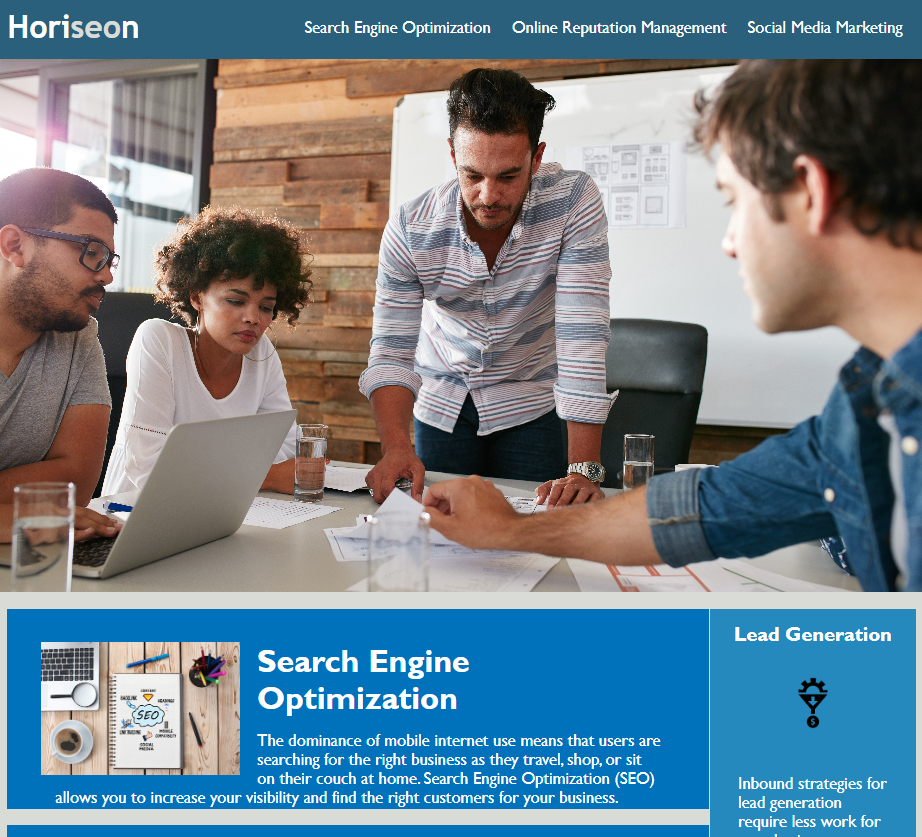 Horiseon
Search Engine Optimization
Online Reputation Management
Social Media Marketing
SEO
Search Engine
Optimization
The dominance of mobile internet use means that users are
searching for the right business as they travel, shop, or sit
on their couch at home. Search Engine Optimization (SEO)
allows you to increase your visibility and find the right customers for your business.
Lead Generation
Inbound strategies for
lead generation
require less work for